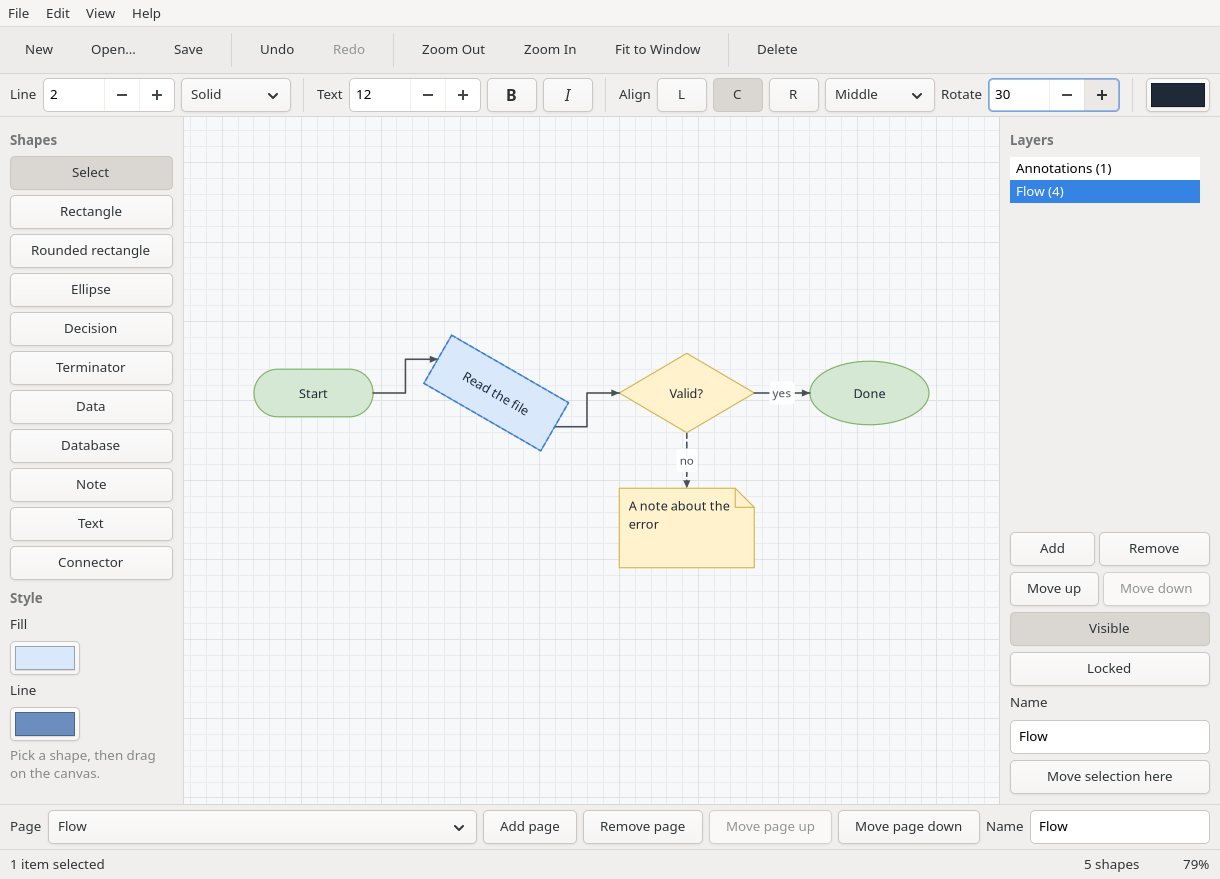 File Edit View Help
New Open... Save Undo Redo Zoom Out Zoom In Fit to Window Delete
Line 2 Solid Text 12 B I Align L C R Middle Rotate 30
Shapes
Select
Rectangle
Rounded rectangle
Ellipse
Decision
Terminator
Data
Database
Note
Text
Connector
Style
Fill
Line
Pick a shape, then drag
on the canvas.
Start
Read the file
Valid?
yes
Done
no
A note about the
error
Layers
Annotations (1)
Flow (4)
Add Remove
Move up Move down
Visible
Locked
Name
Flow
Move selection here
Page Flow Add page Remove page Move page up Move page down Name Flow
1 item selected 5 shapes 79%